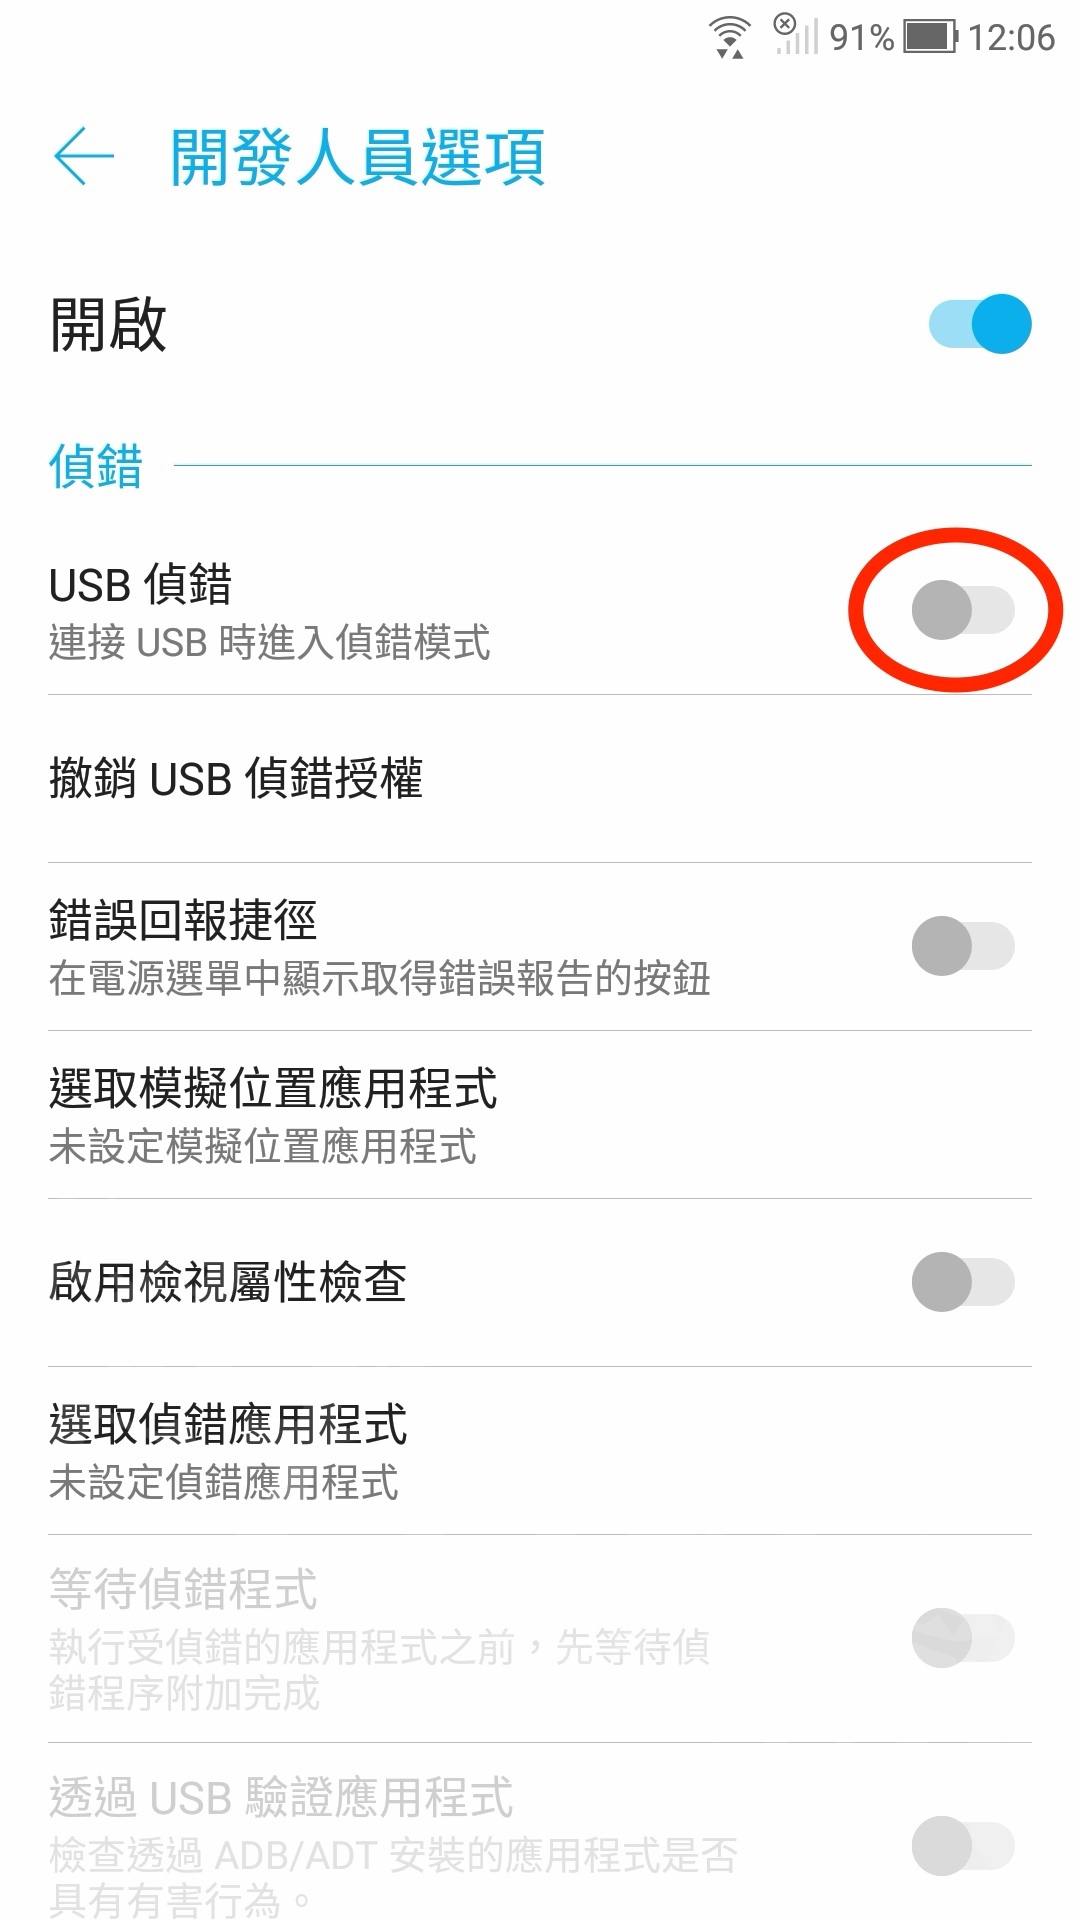 91% 12:06
開發人員選項
開啟
偵錯
USB 偵錯
連接 USB 時進入偵錯模式
撤銷 USB 偵錯授權
錯誤回報捷徑
在電源選單中顯示取得錯誤報告的按鈕
選取模擬位置應用程式
未設定模擬位置應用程式
啟用檢視屬性檢查
選取偵錯應用程式
未設定偵錯應用程式
等待偵錯程式
執行受偵錯的應用程式之前，先等待偵
錯程序附加完成
透過 USB 驗證應用程式
檢查透過 ADB/ADT 安裝的應用程式是否
具有有害行為。